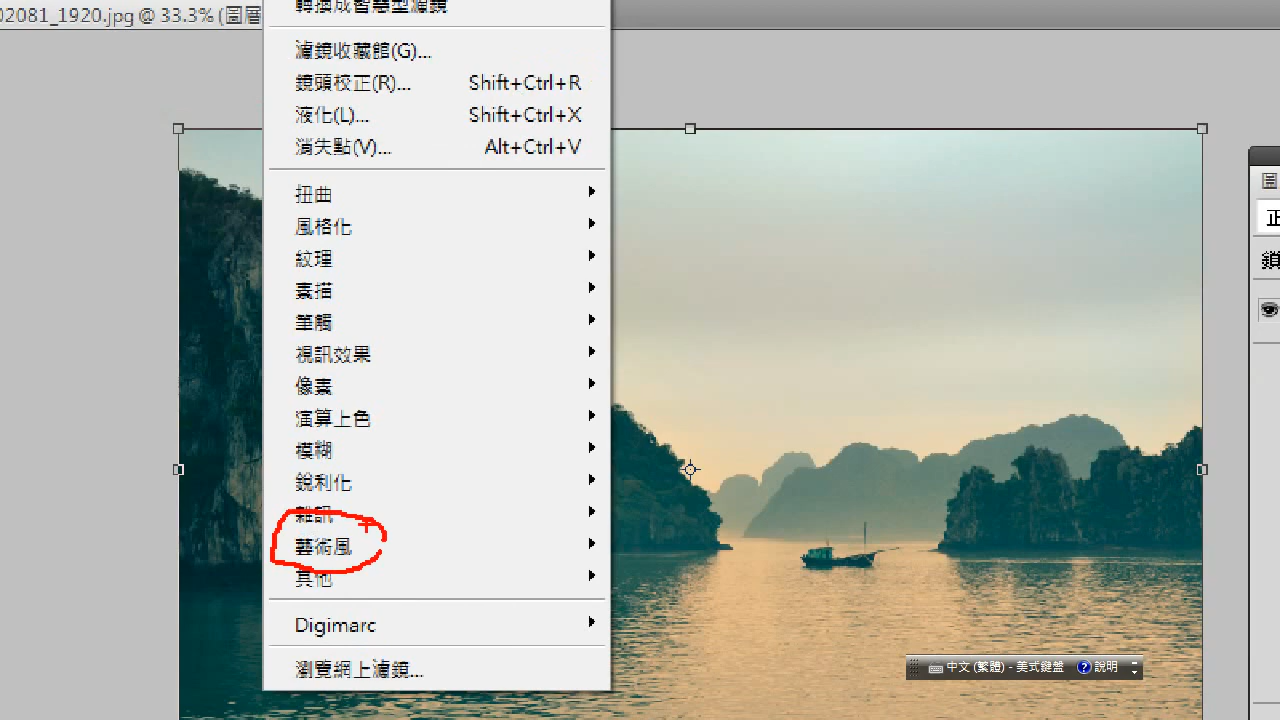 02081_1920.jpg @ 33.3% (圖層
轉換成智慧型濾鏡
濾鏡收藏館(G)...
鏡頭校正(R)... Shift+Ctrl+R
液化(L)... Shift+Ctrl+X
消失點(V)... Alt+Ctrl+V
扭曲
風格化
紋理
素描
筆觸
視訊效果
像素
演算上色
模糊
銳利化
雜訊
藝術風
其他
Digimarc
瀏覽網上濾鏡...
圖
正
鎖
中文 (繁體) - 美式鍵盤 ? 說明